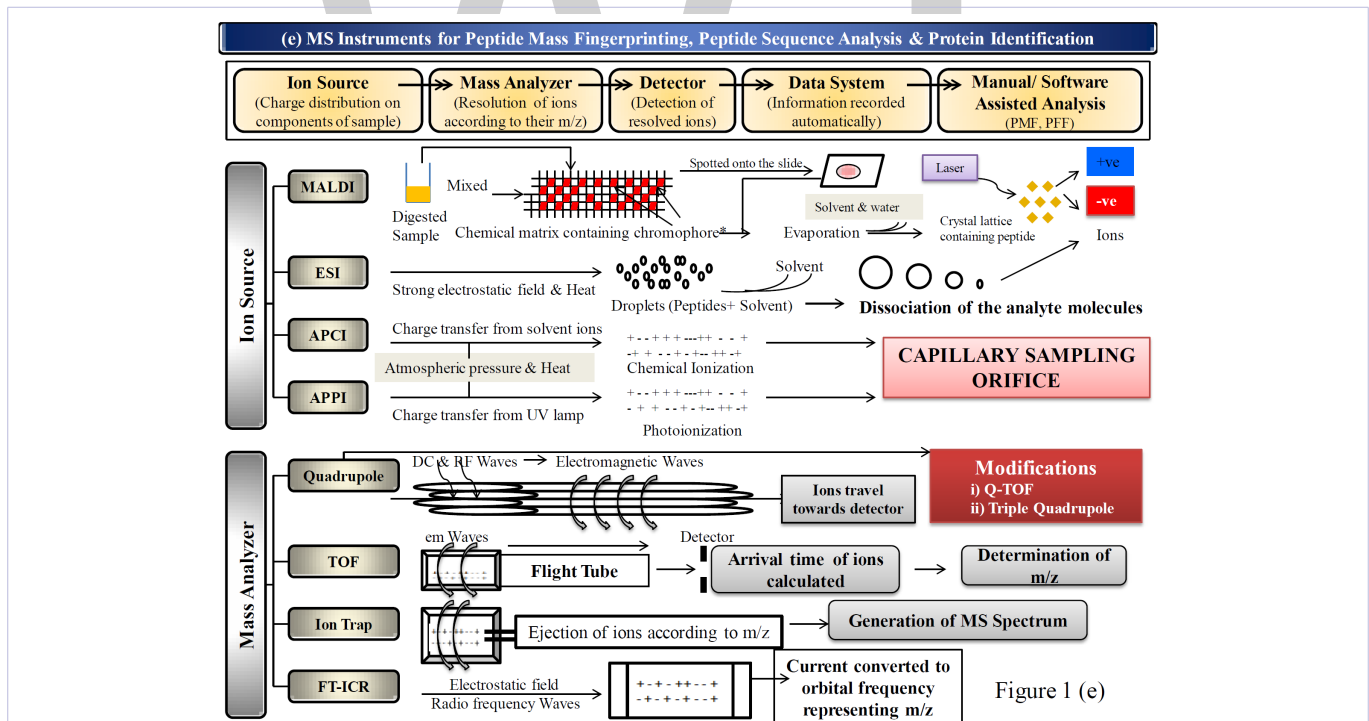 (e) MS Instruments for Peptide Mass Fingerprinting, Peptide Sequence Analysis & Protein Identification
Ion Source
(Charge distribution on
components of sample)
Mass Analyzer
(Resolution of ions
according to their m/z)
Detector
(Detection of
resolved ions)
Data System
(Information recorded
automatically)
Manual/ Software
Assisted Analysis
(PMF, PFF)
Ion Source
MALDI
Digested
Sample
Mixed
Chemical matrix containing chromophore*
Spotted onto the slide
Solvent & water
Evaporation
Laser
Crystal lattice
containing peptide
+ve
-ve
Ions
ESI
Strong electrostatic field & Heat
Droplets (Peptides+ Solvent)
Solvent
Dissociation of the analyte molecules
APCI
Charge transfer from solvent ions
+ - - + + + ---++ - - +
-+ + - - + - +-- ++ -+
Chemical Ionization
Atmospheric pressure & Heat
CAPILLARY SAMPLING
ORIFICE
APPI
Charge transfer from UV lamp
+ - - + + + ---++ - - +
- + + - - + - +-- ++ -+
Photoionization
Mass Analyzer
Quadrupole
DC & RF Waves
Electromagnetic Waves
Ions travel
towards detector
Modifications
i) Q-TOF
ii) Triple Quadrupole
TOF
em Waves
Flight Tube
Detector
Arrival time of ions
calculated
Determination of
m/z
Ion Trap
Ejection of ions according to m/z
Generation of MS Spectrum
FT-ICR
Electrostatic field
Radio frequency Waves
+ - + - ++ - - +
- + - + - + - +
Current converted to
orbital frequency
representing m/z
Figure 1 (e)